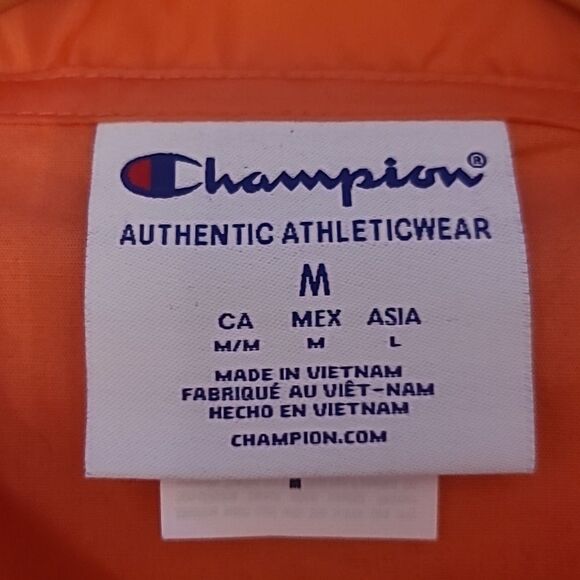 Champion®
AUTHENTIC ATHLETICWEAR
M
CA MEX ASIA
M/M M L
MADE IN VIETNAM
FABRIQUÉ AU VIÊT-NAM
HECHO EN VIETNAM
CHAMPION.COM